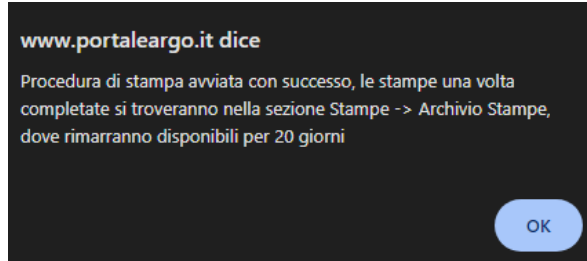 www.portaleargo.it dice
Procedura di stampa avviata con successo, le stampe una volta
completate si troveranno nella sezione Stampe -> Archivio Stampe,
dove rimarranno disponibili per 20 giorni
OK